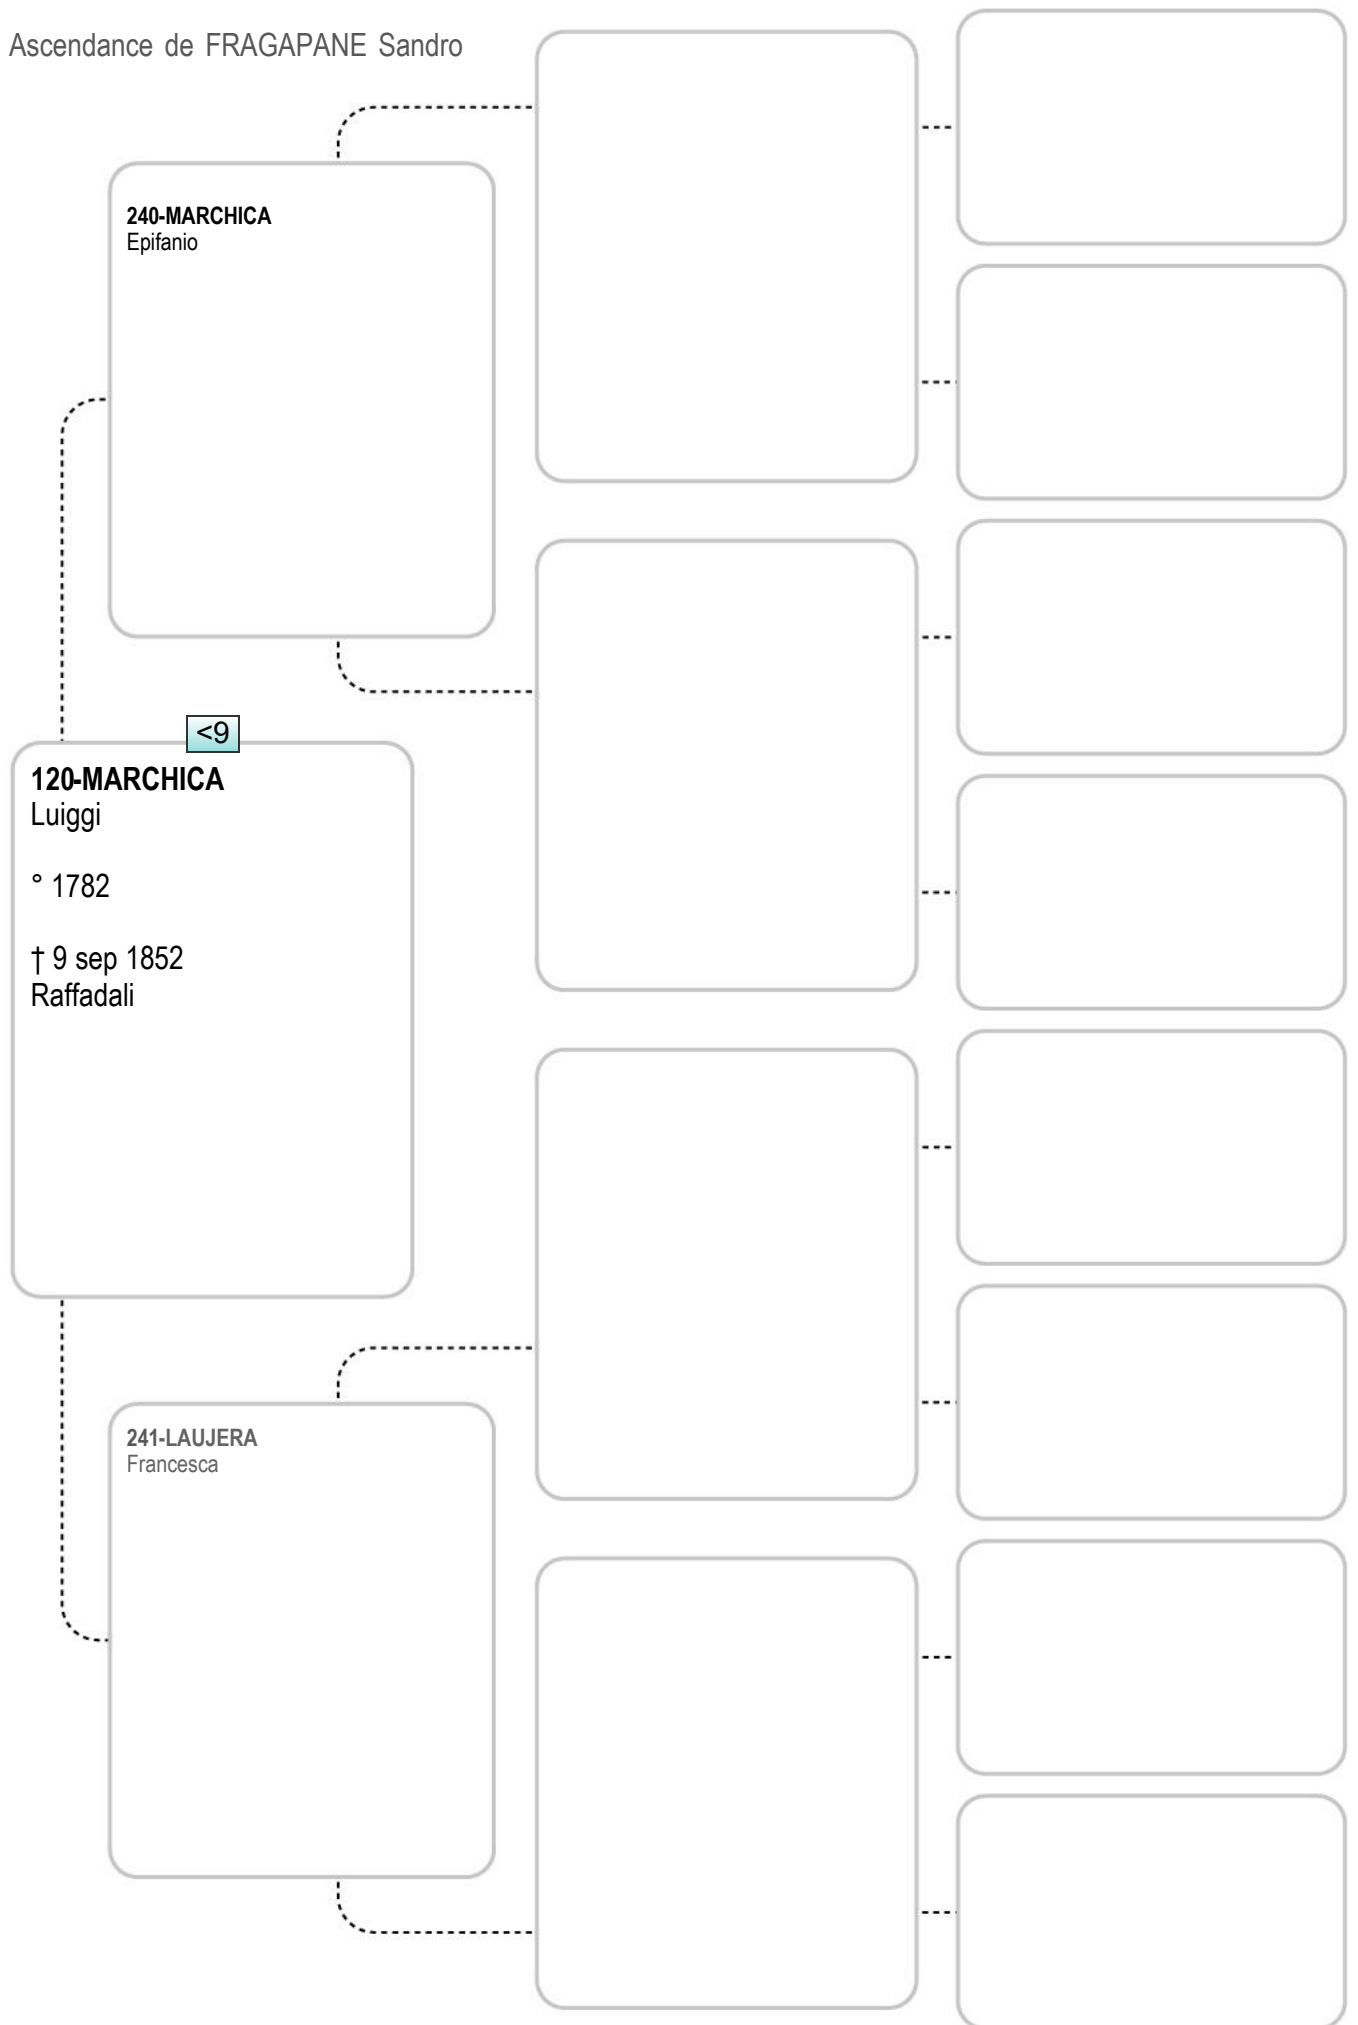 Ascendance de FRAGAPANE Sandro
240-MARCHICA
Epifanio
<9
120-MARCHICA
Luiggi
° 1782
† 9 sep 1852
Raffadali
241-LAUJERA
Francesca